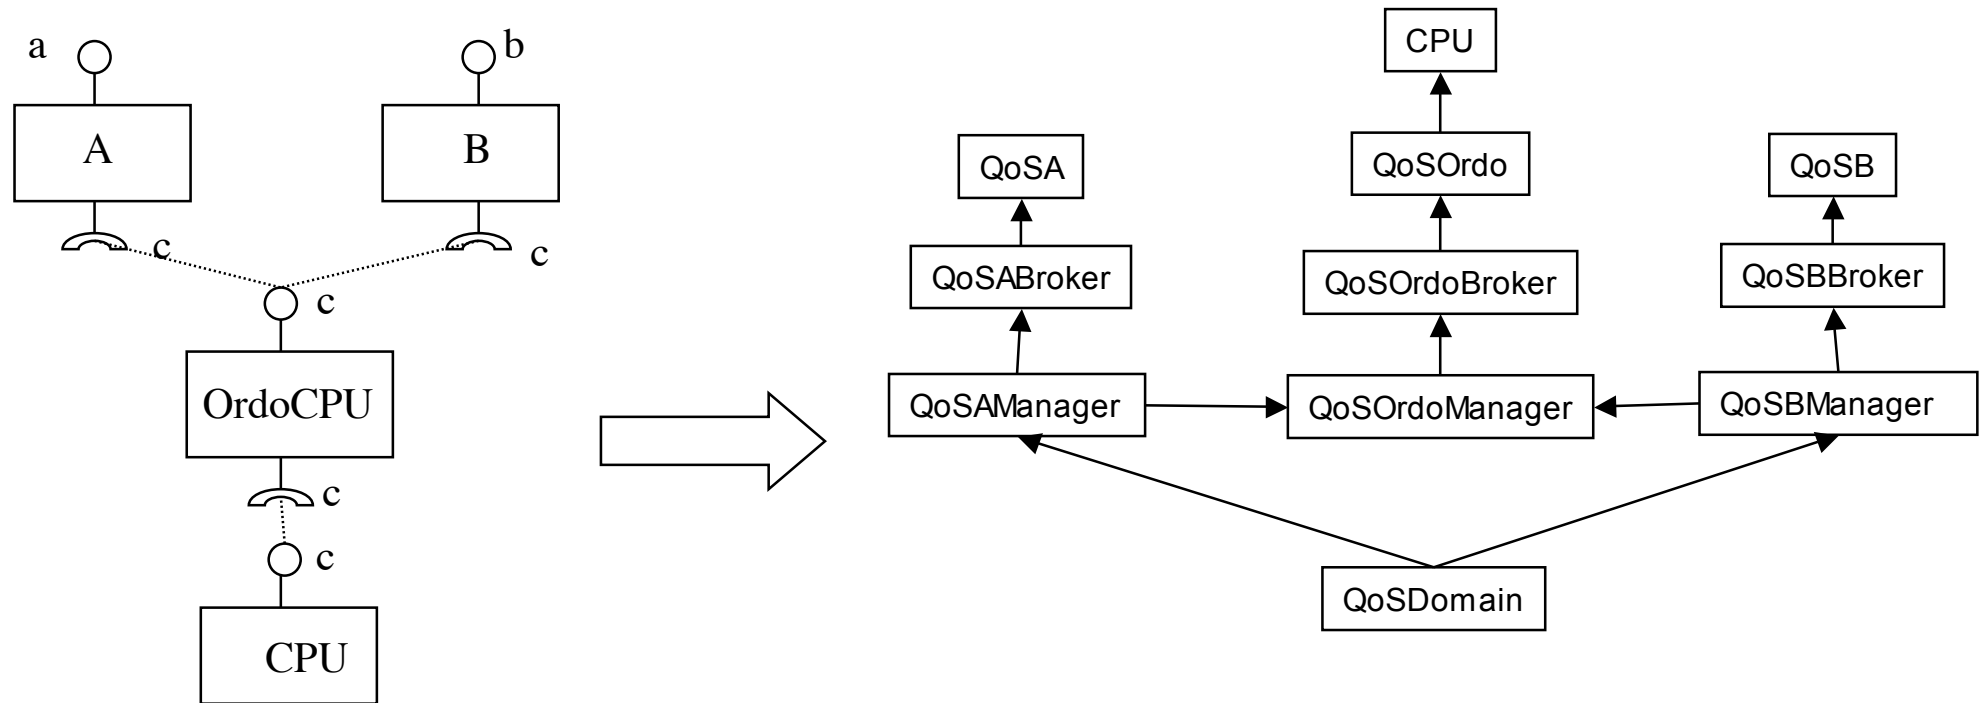 a
b
A
B
c
c
c
OrdoCPU
c
c
CPU
CPU
QoSA
QoSOrdo
QoSB
QoSABroker
QoSOrdoBroker
QoSBBroker
QoSAManager
QoSOrdoManager
QoSBManager
QoSDomain